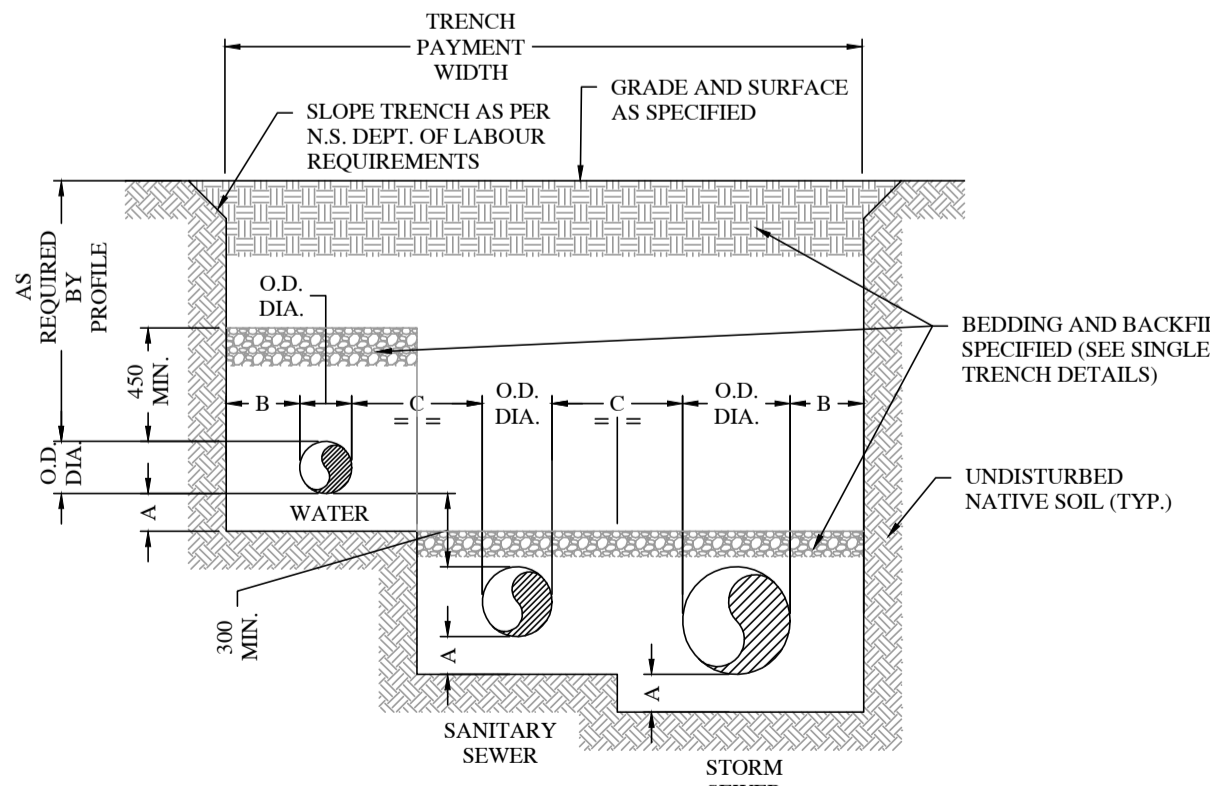 TRENCH
PAYMENT
WIDTH
GRADE AND SURFACE
AS SPECIFIED
SLOPE TRENCH AS PER
N.S. DEPT. OF LABOUR
REQUIREMENTS
AS
REQUIRED
BY
PROFILE
O.D.
DIA.
450
MIN.
BEDDING AND BACKFI
SPECIFIED (SEE SINGLE
TRENCH DETAILS)
B
C
= =
O.D.
DIA.
C
= =
O.D.
DIA.
B
O.D.
DIA.
A
WATER
UNDISTURBED
NATIVE SOIL (TYP.)
300
MIN.
A
A
SANITARY
SEWER
STORM
SEWER